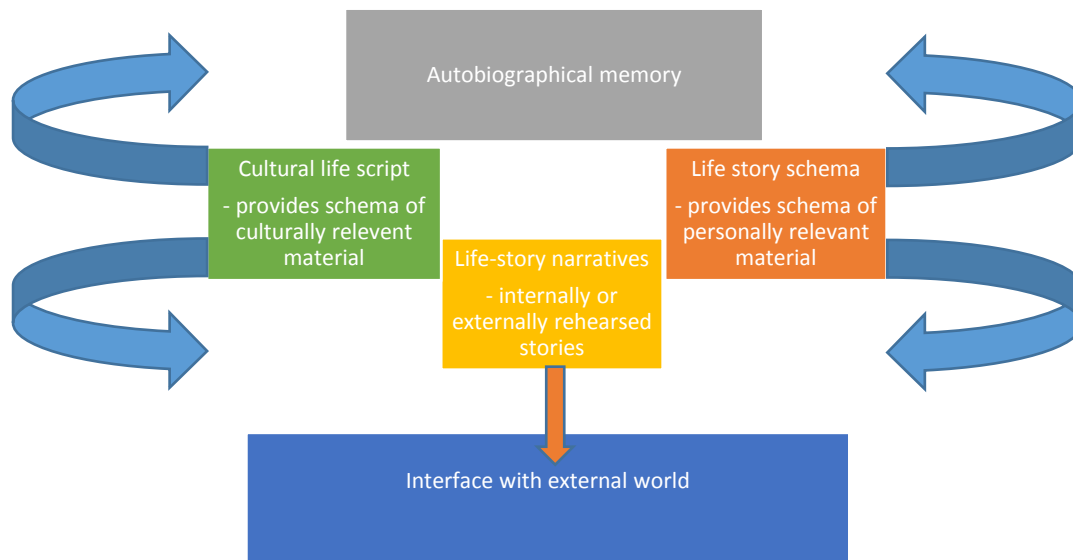 Autobiographical memory
Cultural life script
- provides schema of
culturally relevent
material
Life story schema
- provides schema of
personally relevant
material
Life-story narratives
- internally or
externally rehearsed
stories
Interface with external world